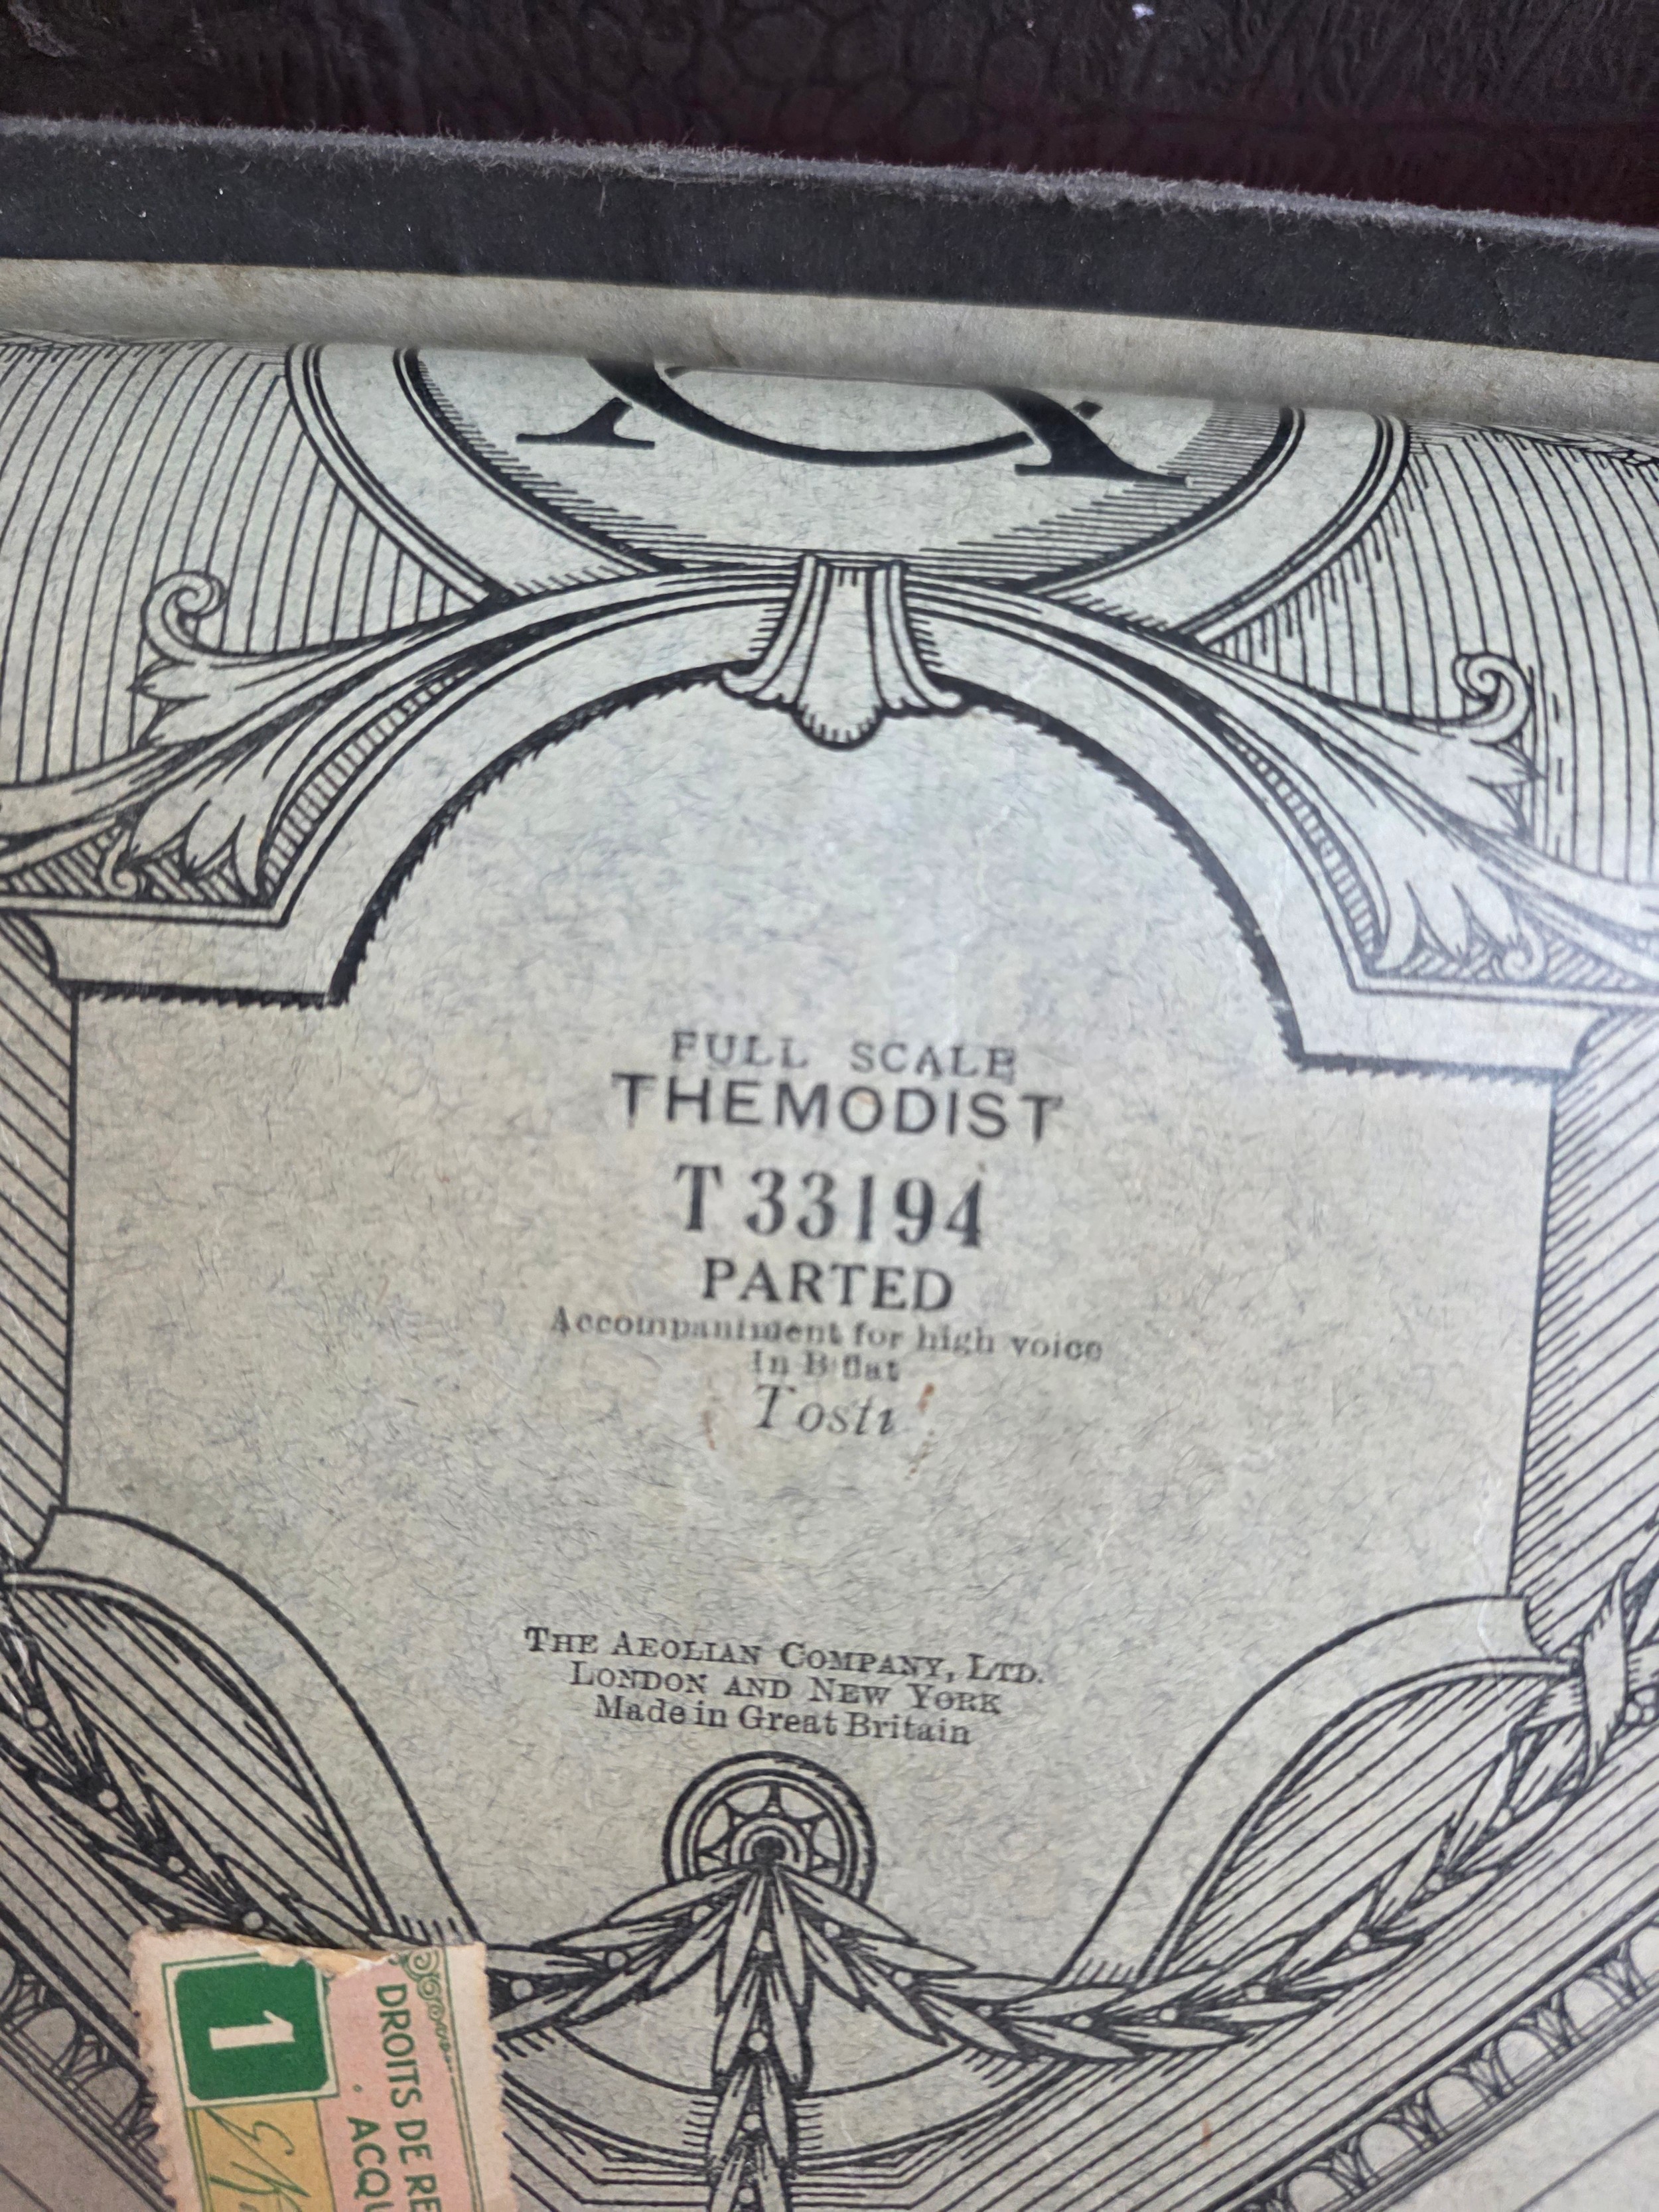 FULL SCALE
THEMODIST
T 33194
PARTED
Accompaniment for high voice
In B flat
Tosti
THE AEOLIAN COMPANY, LTD.
LONDON AND NEW YORK
Made in Great Britain
1
DROITS DE RE
ACQU